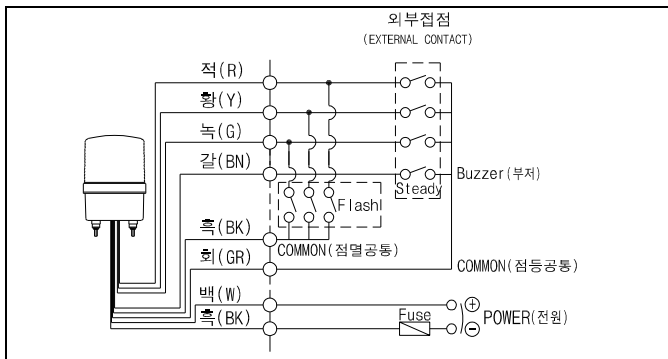 외부접점
(EXTERNAL CONTACT)
적(R)
황(Y)
녹(G)
갈(BN)
Buzzer(부저)
Steady
Flash
흑(BK)
COMMON(점멸공통)
회(GR)
COMMON(점등공통)
백(W)
Fuse
+
POWER(전원)
흑(BK)
-